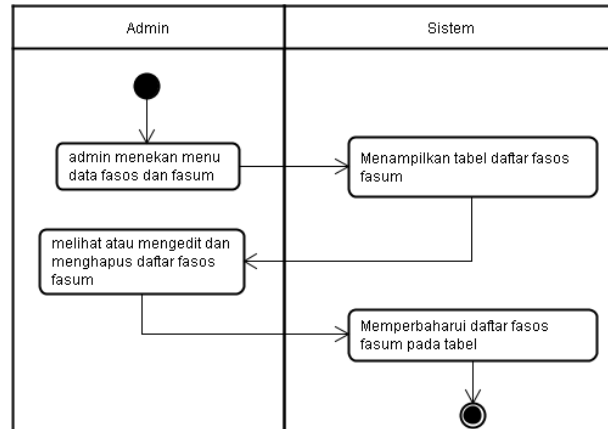 Admin
Sistem
admin menekan menu
data fasos dan fasum
Menampilkan tabel daftar fasos
fasum
melihat atau mengedit dan
menghapus daftar fasos
fasum
Memperbaharui daftar fasos
fasum pada tabel